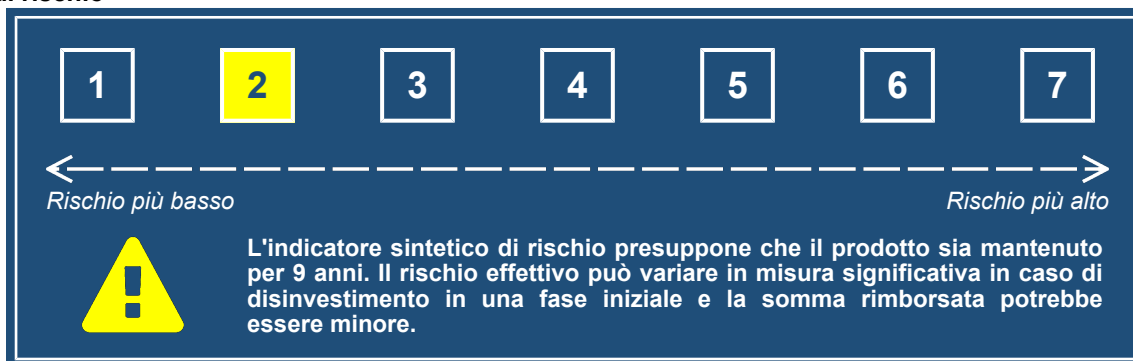 di rischio
1 2 3 4 5 6 7
Rischio più basso Rischio più alto
L'indicatore sintetico di rischio presuppone che il prodotto sia mantenuto
per 9 anni. Il rischio effettivo può variare in misura significativa in caso di
disinvestimento in una fase iniziale e la somma rimborsata potrebbe
essere minore.